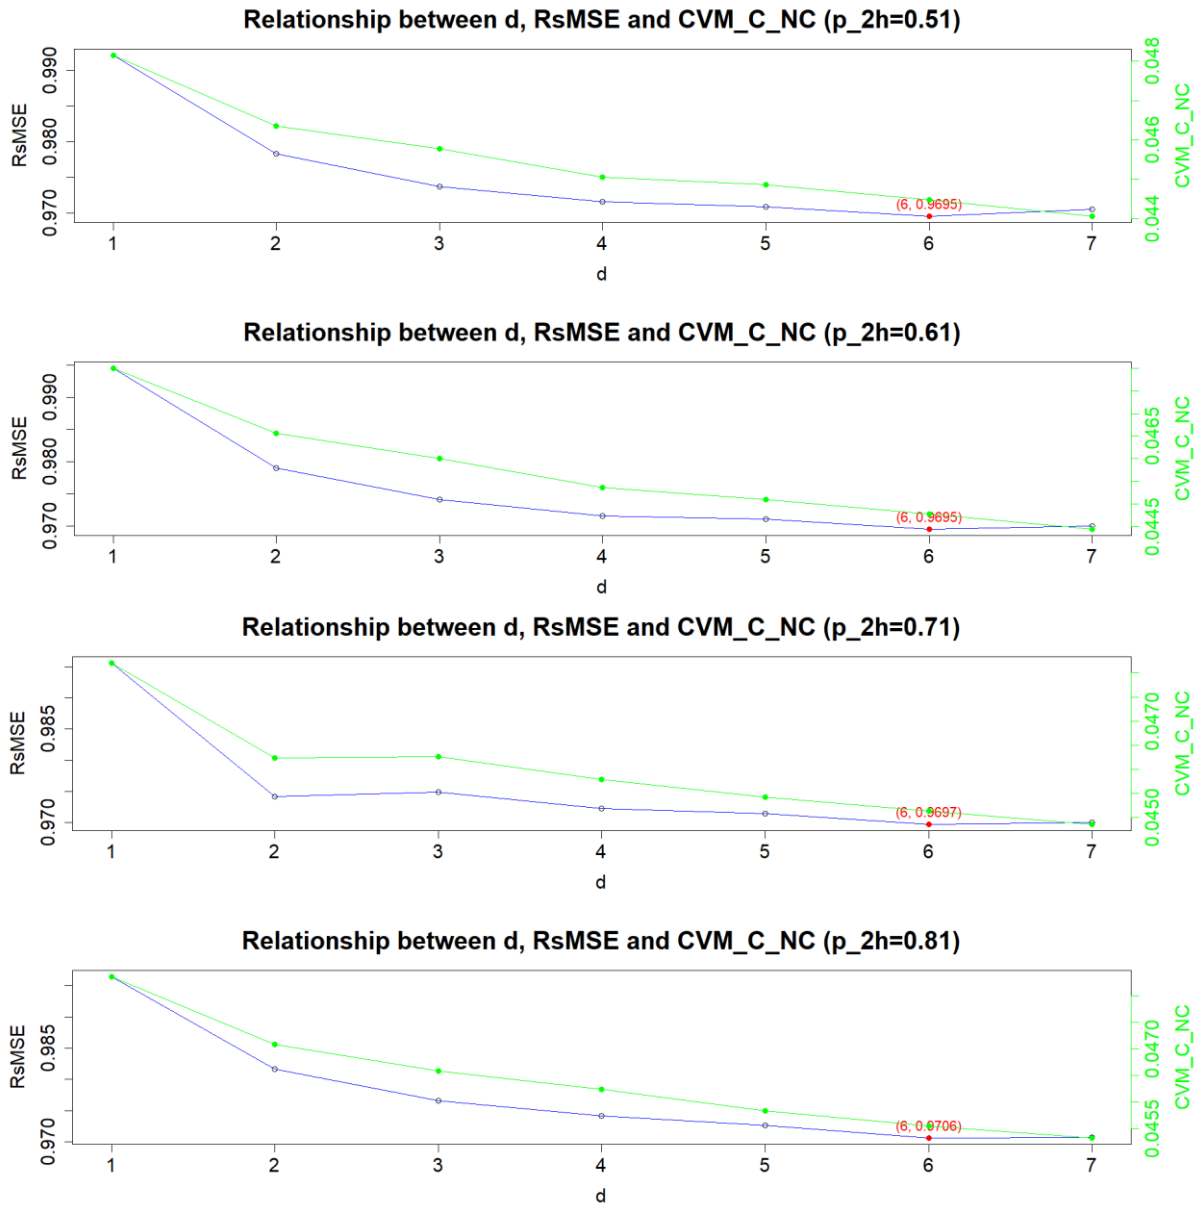 Relationship between d, RsMSE and CVM_C_NC (p_2h=0.51)
RsMSE
0.970 0.980 0.990
(6, 0.9695)
0.044 0.046 0.048
CVM_C_NC
1 2 3 4 5 6 7
d
Relationship between d, RsMSE and CVM_C_NC (p_2h=0.61)
RsMSE
0.970 0.980 0.990
(6, 0.9695)
0.0445 0.0465
CVM_C_NC
1 2 3 4 5 6 7
d
Relationship between d, RsMSE and CVM_C_NC (p_2h=0.71)
RsMSE
0.970 0.985
(6, 0.9697)
0.0450 0.0470
CVM_C_NC
1 2 3 4 5 6 7
d
Relationship between d, RsMSE and CVM_C_NC (p_2h=0.81)
RsMSE
0.970 0.985
(6, 0.9706)
0.0455 0.0470
CVM_C_NC
1 2 3 4 5 6 7
d